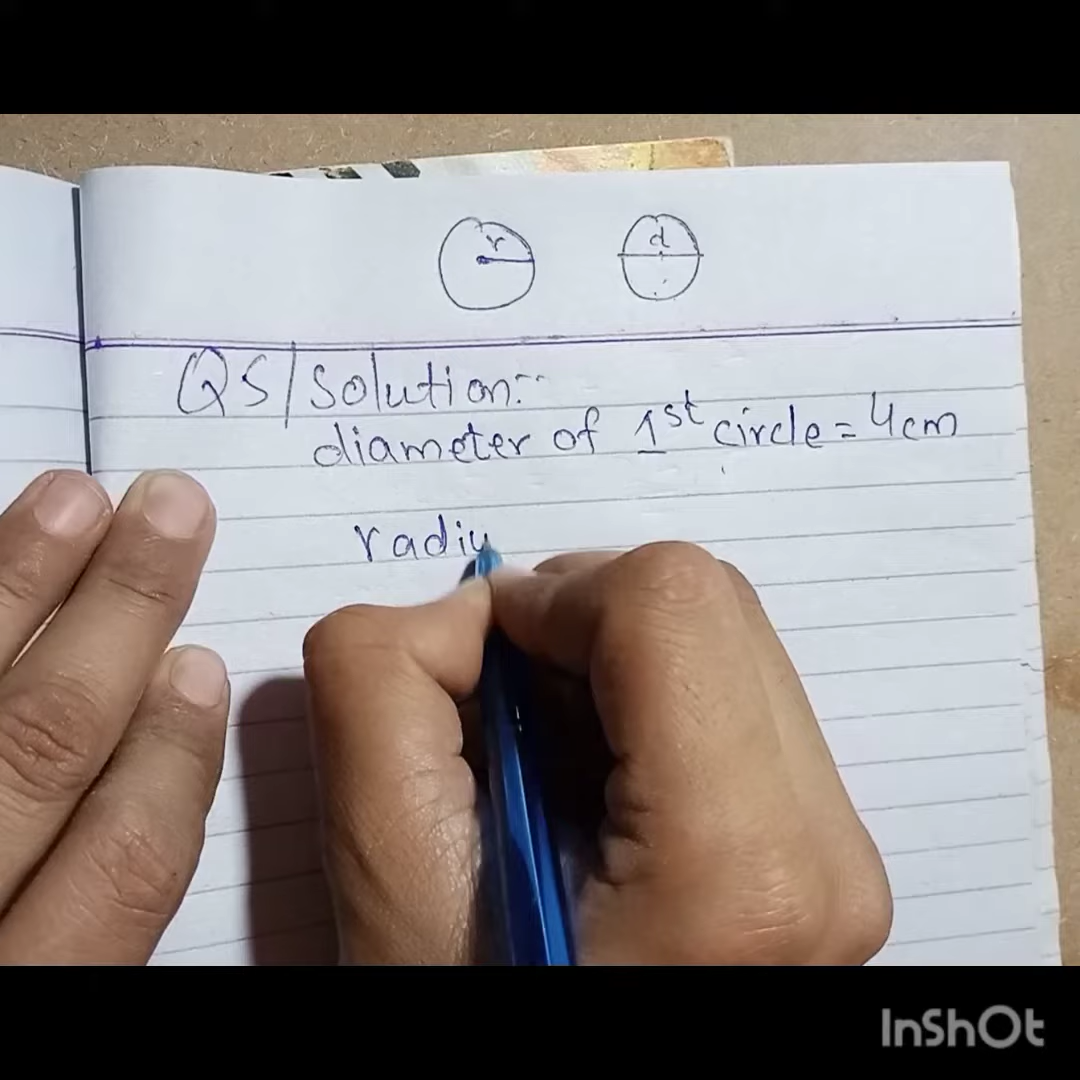 r d
Q5/Solution:-
diameter of 1st circle = 4cm
radiu
InShOt